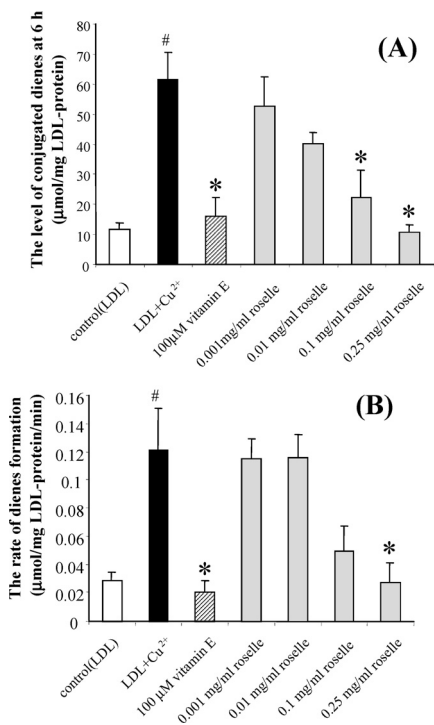 The level of conjugated dienes at 6 h
(μmol/mg LDL-protein)
80
70
60
50
40
30
20
10
0
(A)
#
*
*
*
control(LDL)
LDL+Cu²⁺
100μM vitamin E
0.001mg/ml roselle
0.01 mg/ml roselle
0.1 mg/ml roselle
0.25 mg/ml roselle
The rate of dienes formation
(μmol/mg LDL-protein/min)
0.16
0.14
0.12
0.1
0.08
0.06
0.04
0.02
0
(B)
#
*
*
control(LDL)
LDL+Cu²⁺
100 μM vitamin E
0.001 mg/ml roselle
0.01 mg/ml roselle
0.1 mg/ml roselle
0.25 mg/ml roselle